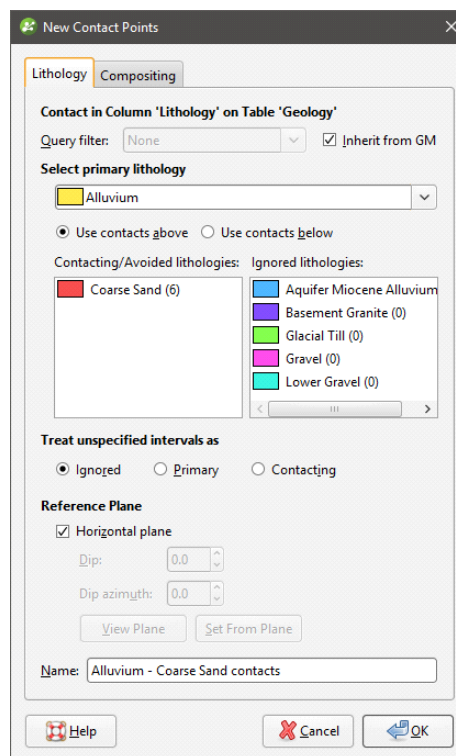 New Contact Points
Lithology Compositing
Contact in Column 'Lithology' on Table 'Geology'
Query filter: None Inherit from GM
Select primary lithology
Alluvium
Use contacts above Use contacts below
Contacting/Avoided lithologies: Ignored lithologies:
Coarse Sand (6) Aquifer Miocene Alluvium
Basement Granite (0)
Glacial Till (0)
Gravel (0)
Lower Gravel (0)
Treat unspecified intervals as
Ignored Primary Contacting
Reference Plane
Horizontal plane
Dip: 0.0
Dip azimuth: 0.0
View Plane Set From Plane
Name: Alluvium - Coarse Sand contacts
Help Cancel OK